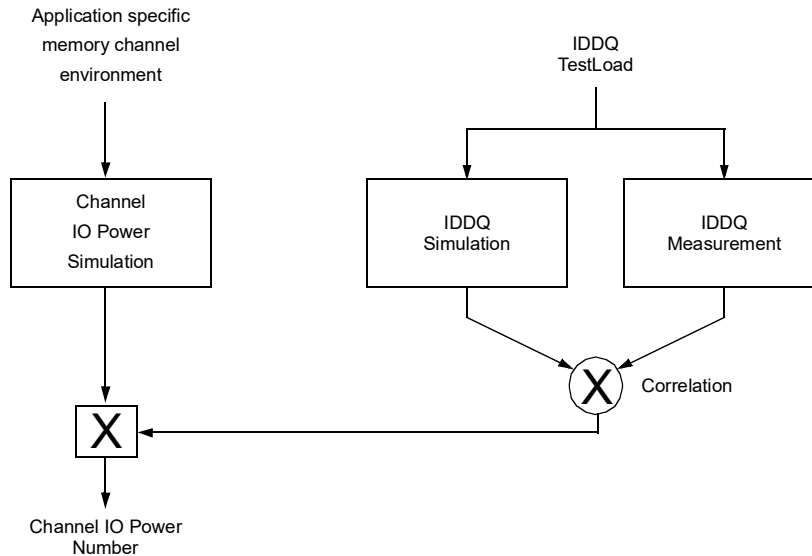 Application specific
memory channel
environment
IDDQ
TestLoad
Channel
IO Power
Simulation
IDDQ
Simulation
IDDQ
Measurement
X
Correlation
X
Channel IO Power
Number